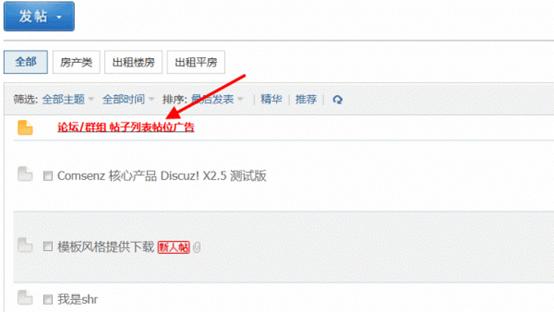 发帖
全部 房产类 出租楼房 出租平房
筛选: 全部主题 全部时间 排序: 最后发表 精华 推荐
论坛/群组 帖子列表帖位广告
Comsenz 核心产品 Discuz! X2.5 测试版
模板风格提供下载 新人帖
我是shr